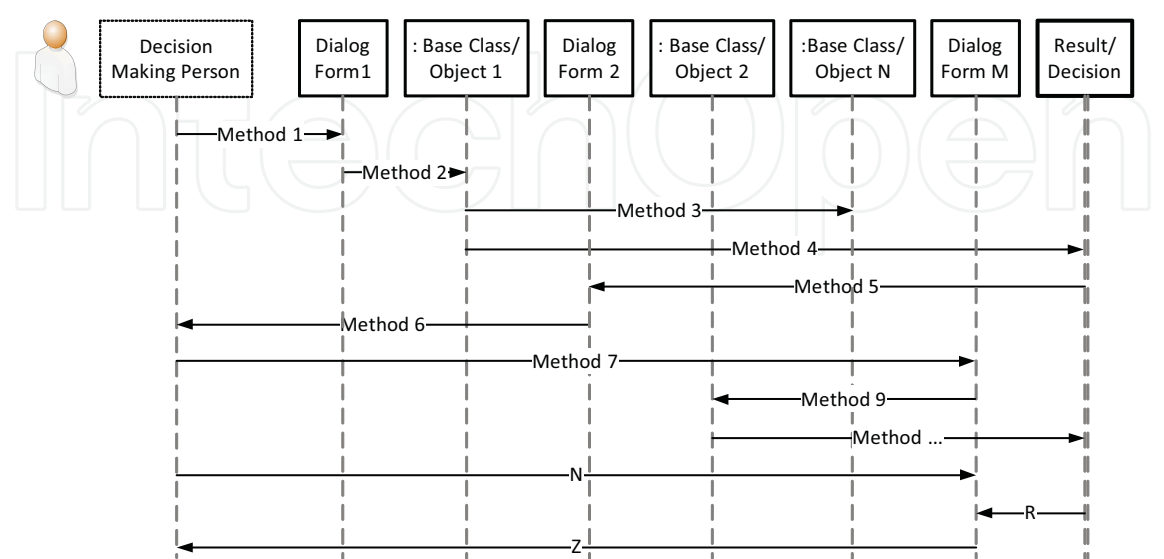 Decision
Making Person
Dialog
Form1
: Base Class/
Object 1
Dialog
Form 2
: Base Class/
Object 2
:Base Class/
Object N
Dialog
Form M
Result/
Decision
IntechOpen
Method 1
Method 2
Method 3
Method 4
Method 5
Method 6
Method 7
Method 9
Method ...
N
R
Z